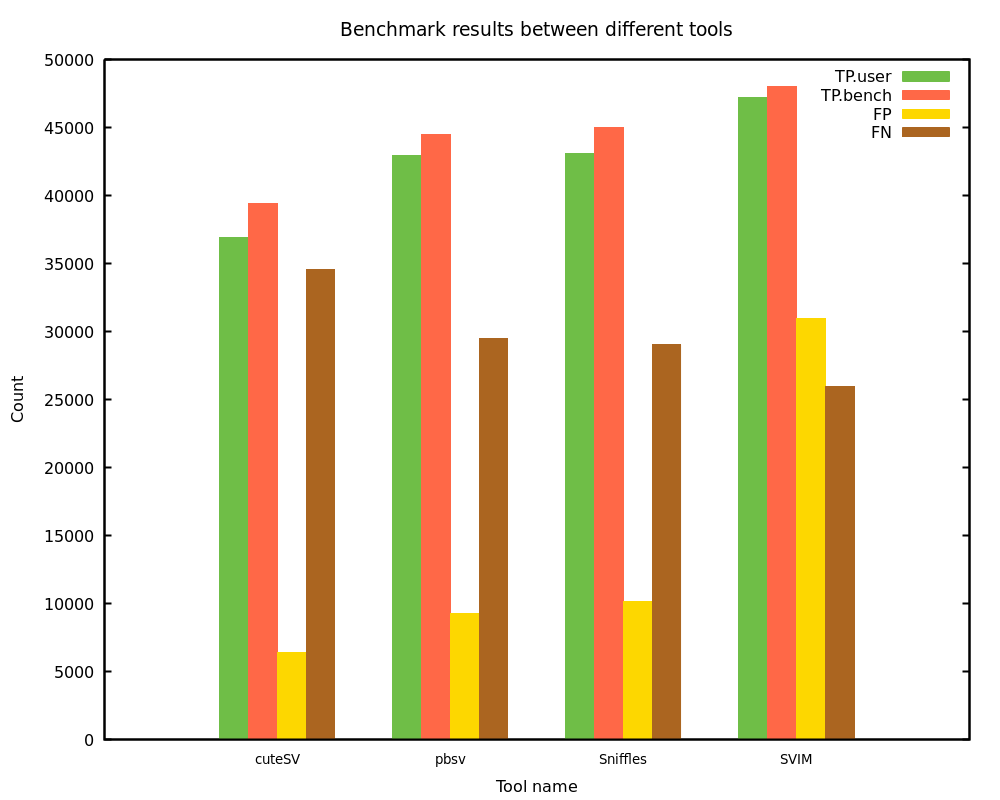 Benchmark results between different tools
50000
45000
40000
35000
30000
25000
20000
15000
10000
5000
0
Count
TP.user
TP.bench
FP
FN
cuteSV
pbsv
Sniffles
SVIM
Tool name